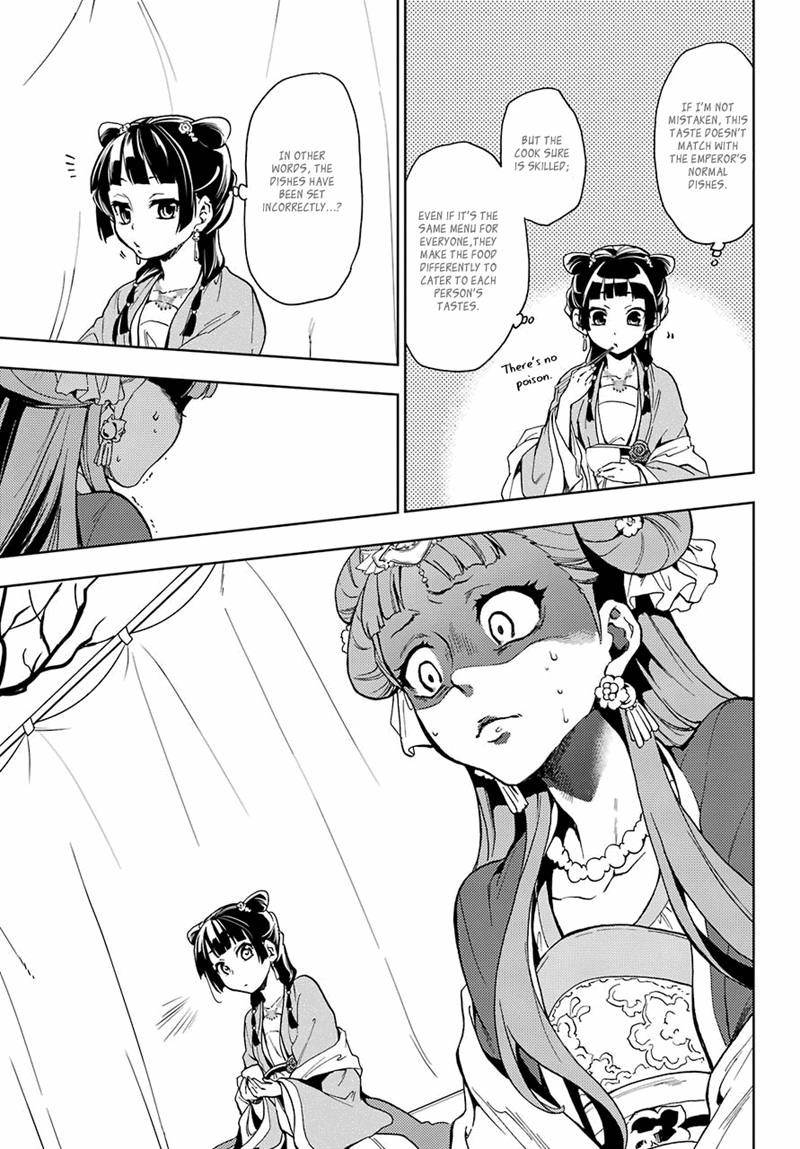 IF I'M NOT
MISTAKEN, THIS
TASTE DOESN'T
MATCH WITH
THE EMPEROR'S
NORMAL
DISHES.
BUT THE
COOK SURE
IS SKILLED;
EVEN IF IT'S THE
SAME MENU FOR
EVERYONE,THEY
MAKE THE FOOD
DIFFERENTLY TO
CATER TO EACH
PERSON'S
TASTES.
There's no
poison.
IN OTHER
WORDS, THE
DISHES HAVE
BEEN SET
INCORRECTLY...?